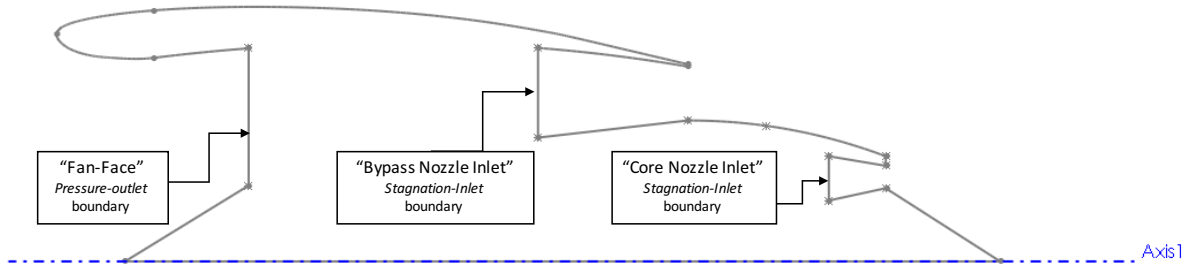 “Fan-Face”
Pressure-outlet
boundary
“Bypass Nozzle Inlet”
Stagnation-Inlet
boundary
“Core Nozzle Inlet”
Stagnation-Inlet
boundary
Axis1